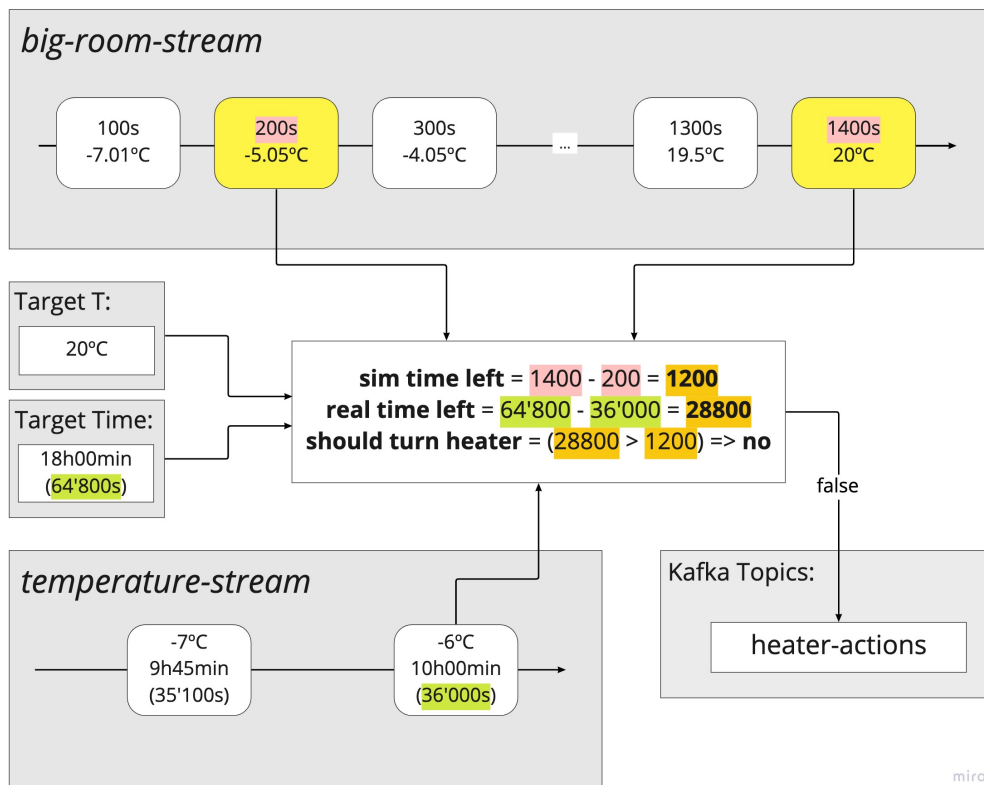 big-room-stream
100s
-7.01ºC
200s
-5.05ºC
300s
-4.05ºC
...
1300s
19.5ºC
1400s
20ºC
Target T:
20ºC
Target Time:
18h00min
(64'800s)
sim time left = 1400 - 200 = 1200
real time left = 64'800 - 36'000 = 28800
should turn heater = (28800 > 1200) => no
false
temperature-stream
-7ºC
9h45min
(35'100s)
-6ºC
10h00min
(36'000s)
Kafka Topics:
heater-actions
miro